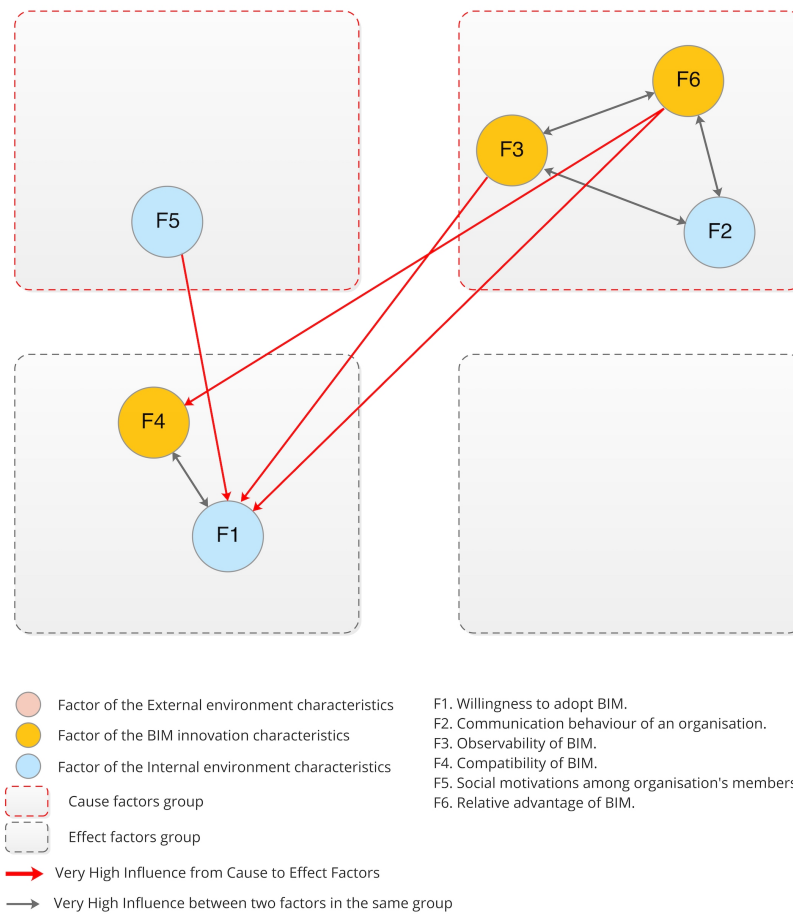 F6
F3
F5
F2
F4
F1
Factor of the External environment characteristics
Factor of the BIM innovation characteristics
Factor of the Internal environment characteristics
Cause factors group
Effect factors group
Very High Influence from Cause to Effect Factors
Very High Influence between two factors in the same group
F1. Willingness to adopt BIM.
F2. Communication behaviour of an organisation.
F3. Observability of BIM.
F4. Compatibility of BIM.
F5. Social motivations among organisation's members
F6. Relative advantage of BIM.